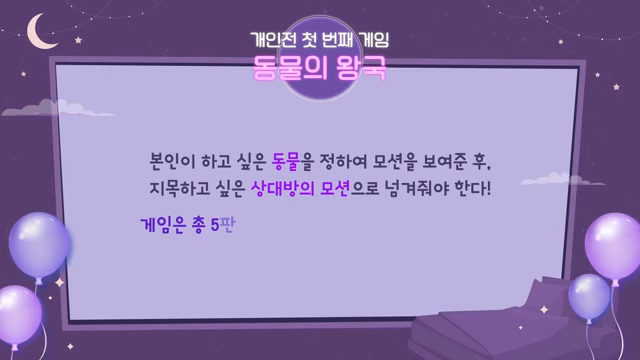 개인전 첫 번째 게임
동물의 왕국
본인이 하고 싶은 동물을 정하여 모션을 보여준 후,
지목하고 싶은 상대방의 모션으로 넘겨줘야 한다!
게임은 총 5판